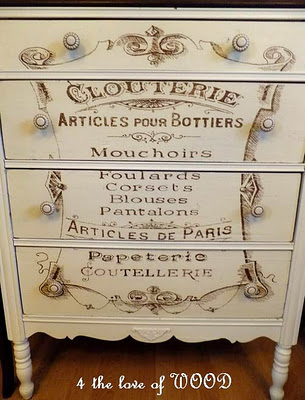 CLOUTERIE
ARTICLES POUR BOTTIERS
MOUCHOIRS
FOULARDS
CORSETS
BLOUSES
PANTALONS
ARTICLES DE PARIS
PAPETERIE
COUTELLERIE
4 the love of WOOD